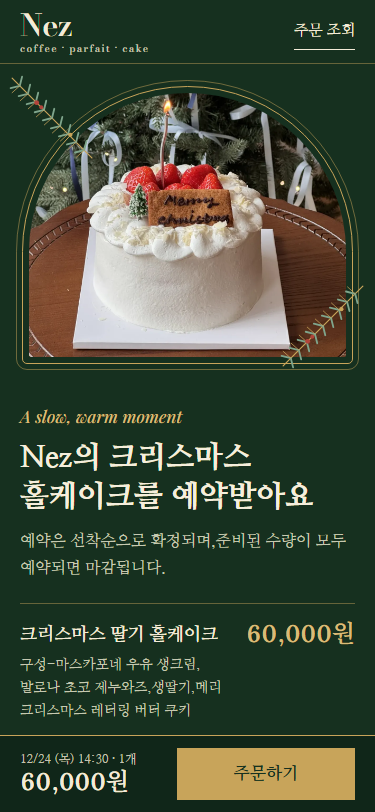 Nez
coffee · parfait · cake
주문 조회
Merry
Christmas
A slow, warm moment
Nez의 크리스마스
홀케이크를 예약받아요
예약은 선착순으로 확정되며,준비된 수량이 모두
예약되면 마감됩니다.
크리스마스 딸기 홀케이크
60,000원
구성-마스카포네 우유 생크림,
발로나 초코 제누와즈,생딸기,메리
크리스마스 레터링 버터 쿠키
12/24 (목) 14:30 · 1개
60,000원
주문하기